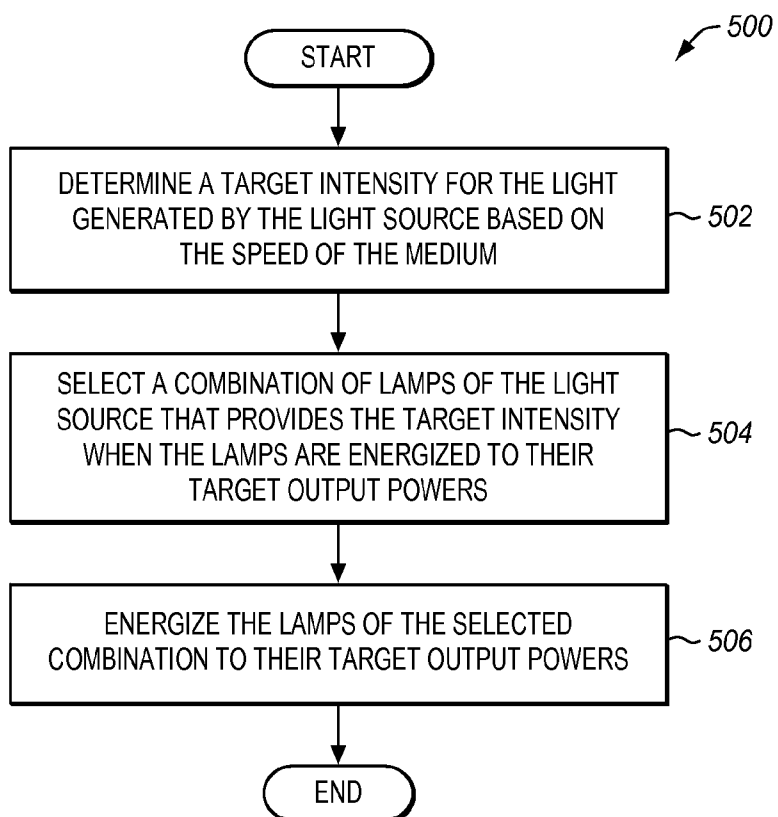 500
START
DETERMINE A TARGET INTENSITY FOR THE LIGHT
GENERATED BY THE LIGHT SOURCE BASED ON
THE SPEED OF THE MEDIUM
502
SELECT A COMBINATION OF LAMPS OF THE LIGHT
SOURCE THAT PROVIDES THE TARGET INTENSITY
WHEN THE LAMPS ARE ENERGIZED TO THEIR
TARGET OUTPUT POWERS
504
ENERGIZE THE LAMPS OF THE SELECTED
COMBINATION TO THEIR TARGET OUTPUT POWERS
506
END